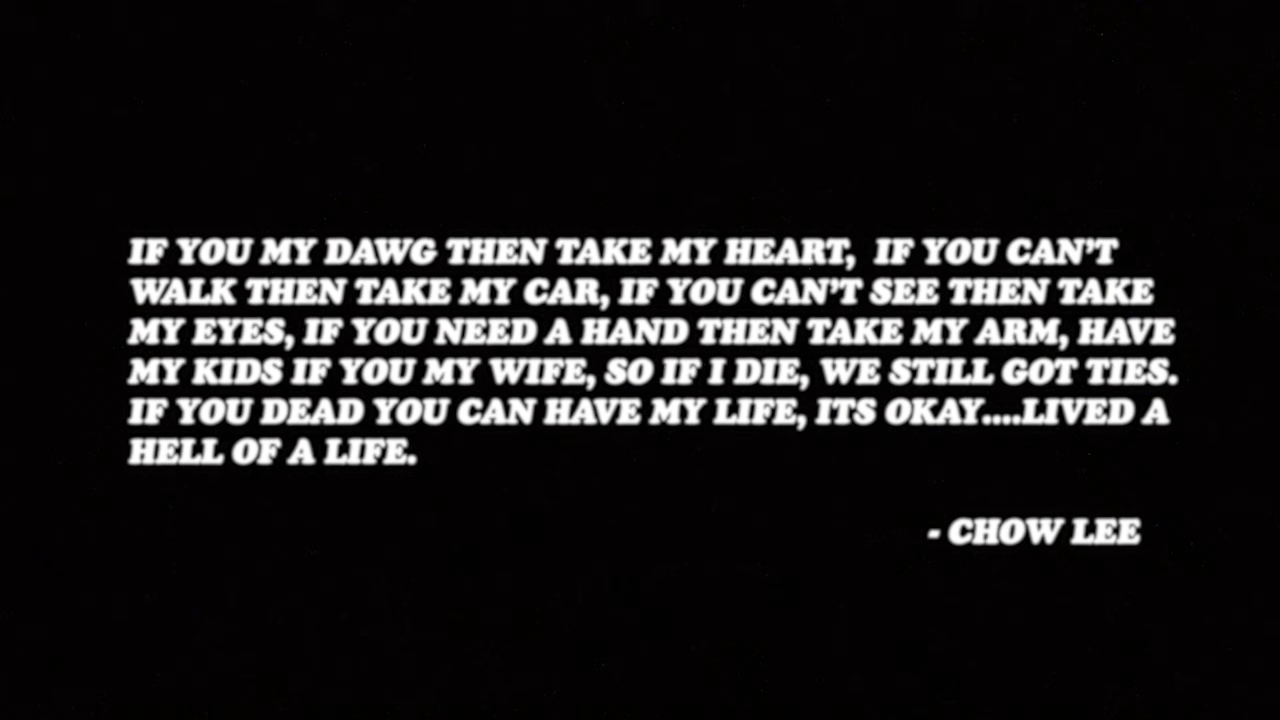 IF YOU MY DAWG THEN TAKE MY HEART,  IF YOU CAN'T
WALK THEN TAKE MY CAR, IF YOU CAN'T SEE THEN TAKE
MY EYES, IF YOU NEED A HAND THEN TAKE MY ARM, HAVE
MY KIDS IF YOU MY WIFE, SO IF I DIE, WE STILL GOT TIES.
IF YOU DEAD YOU CAN HAVE MY LIFE, ITS OKAY....LIVED A
HELL OF A LIFE.
- CHOW LEE